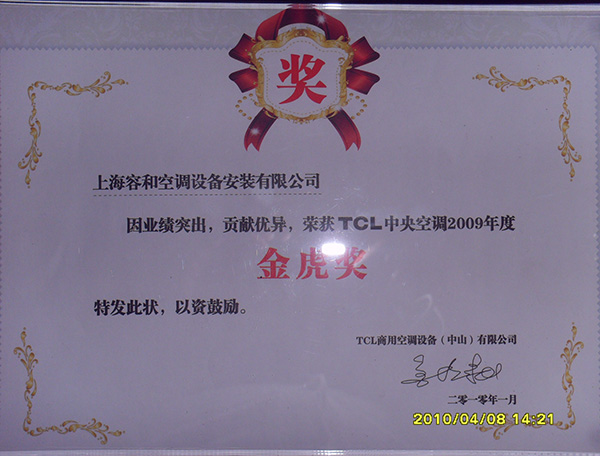 奖
上海容和空调设备安装有限公司
因业绩突出，贡献优异，荣获TCL中央空调2009年度
金虎奖
特发此状，以资鼓励。
TCL商用空调设备（中山）有限公司
二零一零年一月
2010/04/08 14:21